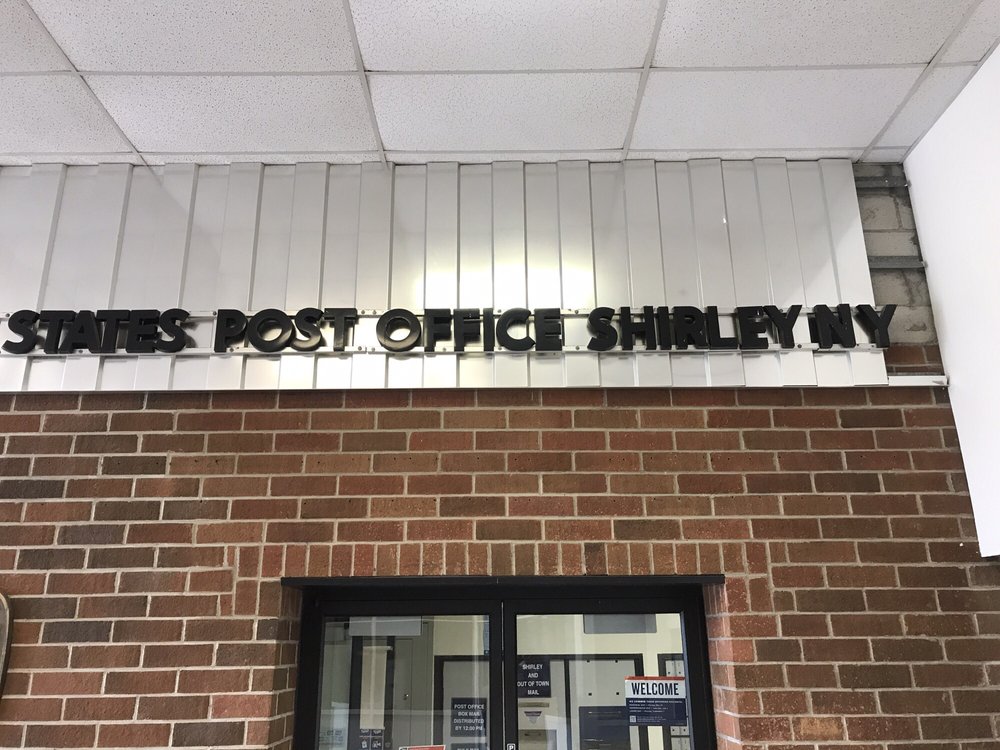 STATES POST OFFICE SHIRLEY NY
SHIRLEY
AND
OUT OF TOWN
MAIL
WELCOME
POST OFFICE
BOX MAIL
DISTRIBUTED
BY 12:00 PM